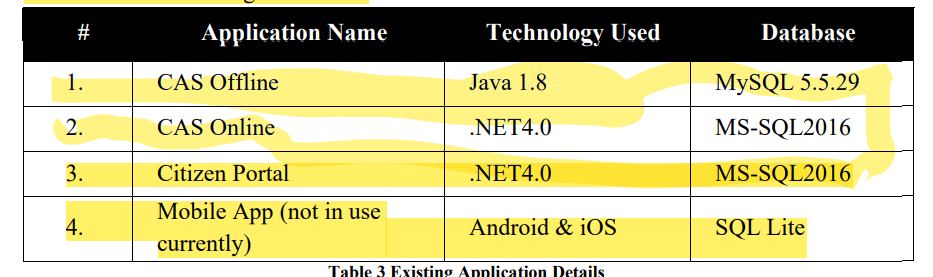 # Application Name Technology Used Database
1. CAS Offline Java 1.8 MySQL 5.5.29
2. CAS Online .NET4.0 MS-SQL2016
3. Citizen Portal .NET4.0 MS-SQL2016
4. Mobile App (not in use currently) Android & iOS SQL Lite
Table 3 Existing Application Details